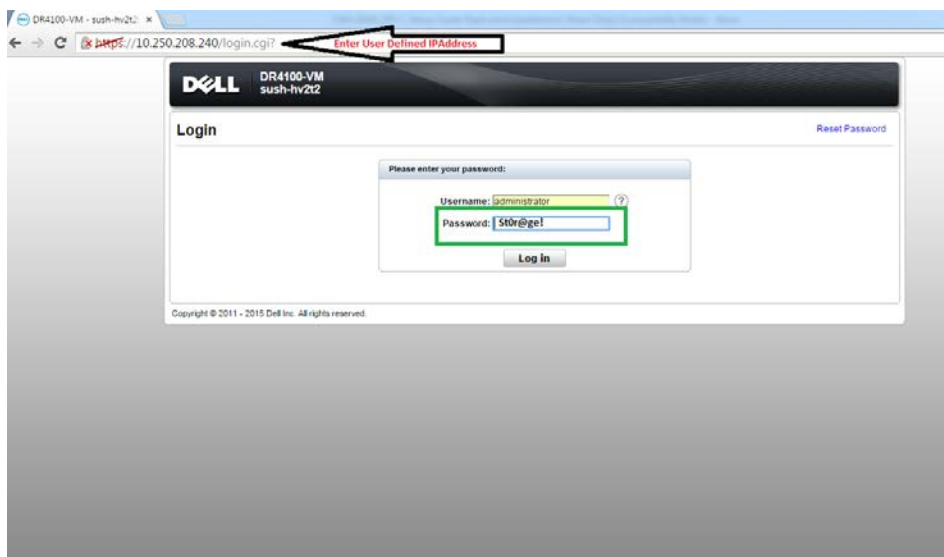 DR4100-VM - sush-hv2t2
https://10.250.208.240/login.cgi?
Enter User Defined IPAddress
DELL
DR4100-VM
sush-hv2t2
Login
Reset Password
Please enter your password:
Username: administrator
?
Password: St0r@ge!
Log in
Copyright © 2011 - 2015 Dell Inc. All rights reserved.